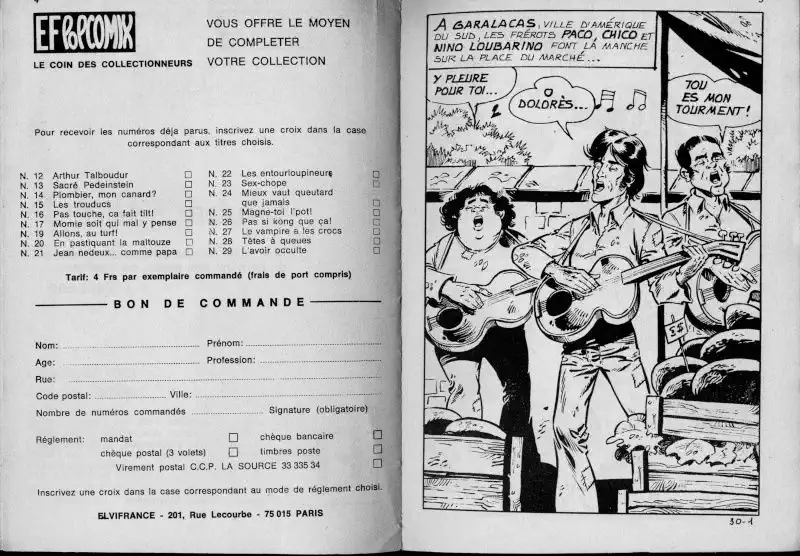 4
EF POPCOMIX
LE COIN DES COLLECTIONNEURS
VOUS OFFRE LE MOYEN
DE COMPLETER
VOTRE COLLECTION
Pour recevoir les numéros déja parus, inscrivez une croix dans la case
correspondant aux titres choisis.
N. 12 Arthur Talboudur
N. 13 Sacré Pedeinstein
N. 14 Plombier, mon canard?
N. 15 Les trouducs
N. 16 Pas touche, ca fait tilt!
N. 17 Momie soit qui mal y pense
N. 19 Allons, au turf!
N. 20 En pastiquant la maltouze
N. 21 Jean nedeux... comme papa
N. 22 Les entourloupineurs
N. 23 Sex-chope
N. 24 Mieux vaut queutard
que jamais
N. 25 Magne-toi l'pot!
N. 26 Pas si kong que ça!
N. 27 Le vampire a les crocs
N. 28 Têtes à queues
N. 29 L'avoir occulte
Tarif: 4 Frs par exemplaire commandé (frais de port compris)
BON DE COMMANDE
Nom: Prénom:
Age: Profession:
Rue:
Code postal: Ville:
Nombre de numéros commandés Signature (obligatoire)
Réglement: mandat chèque bancaire
chèque postal (3 volets) timbres poste
Virement postal C.C.P. LA SOURCE 33 335 34
Inscrivez une croix dans la case correspondant au mode de réglement choisi.
ELVIFRANCE - 201, Rue Lecourbe - 75 015 PARIS
A GARALACAS, VILLE D'AMÉRIQUE
DU SUD, LES FRÉROTS PACO, CHICO ET
NINO LOUBARINO FONT LA MANCHE
SUR LA PLACE DU MARCHÉ...
Y PLEURE
POUR TOI...
O
DOLORÈS...
TOU
ES MON
TOURMENT!
1
$$
30-1